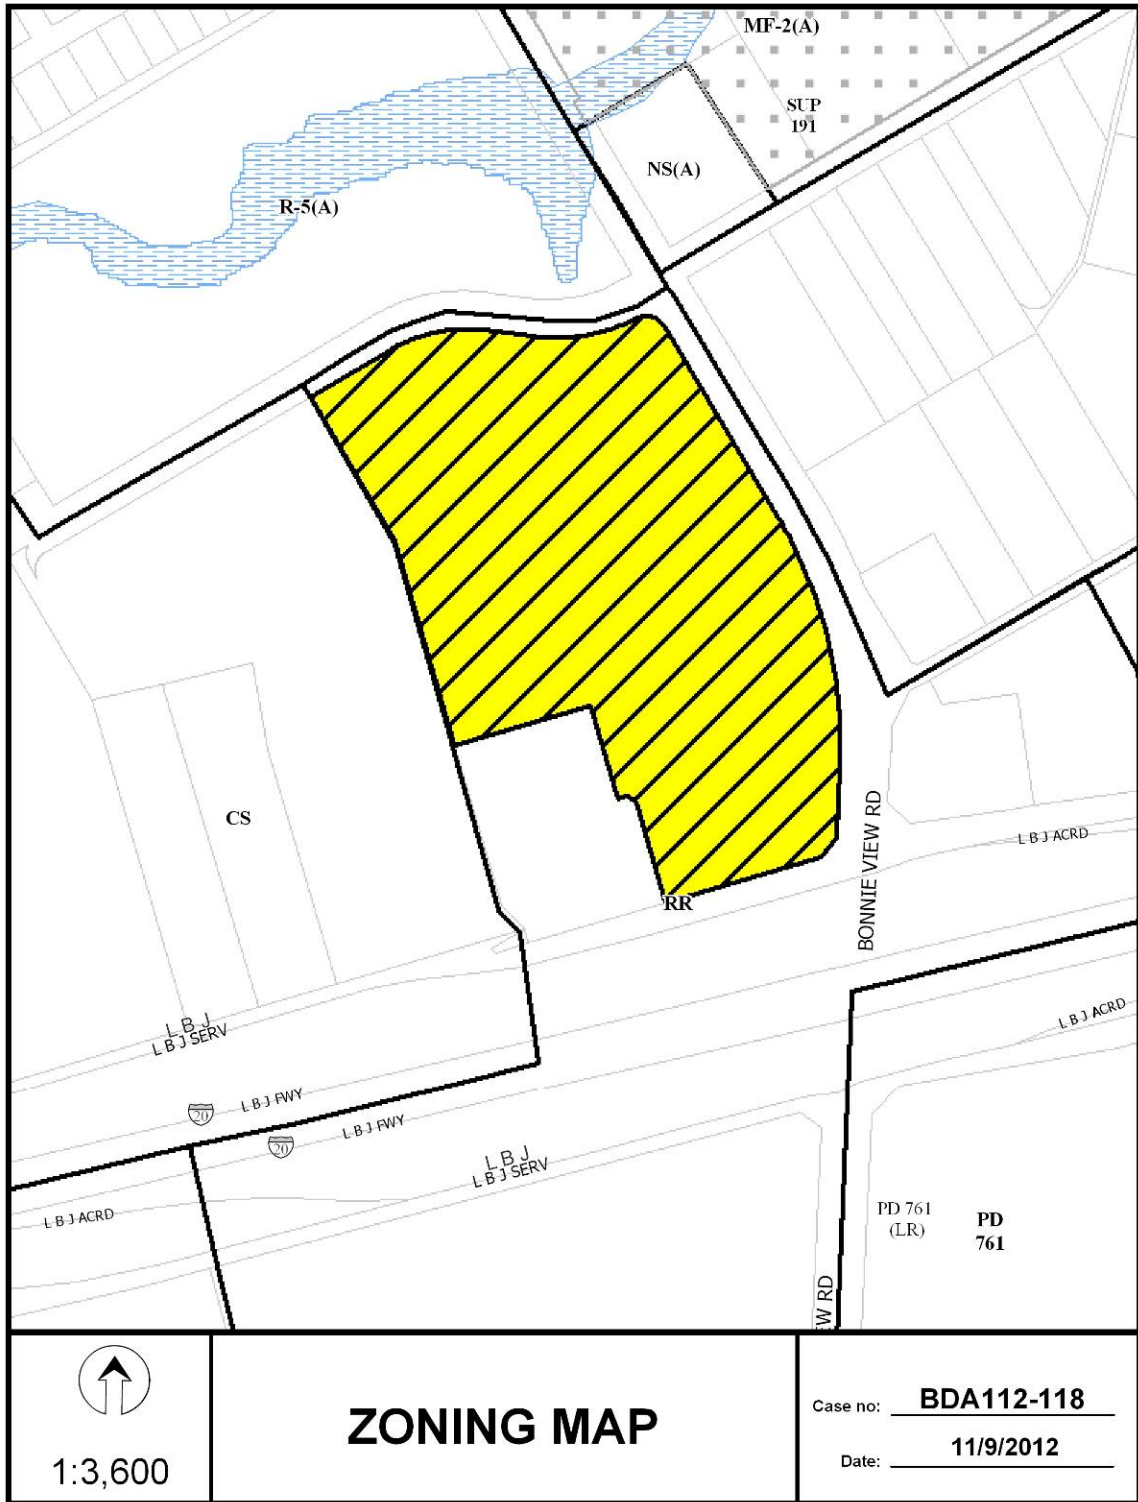 MF-2(A)
SUP
191
NS(A)
R-5(A)
CS
RR
BONNIE VIEW RD
L B J ACRD
L B J
L B J SERV
L B J ACRD
20
L B J FWY
20
L B J FWY
L B J
L B J SERV
L B J ACRD
PD 761
(LR)
PD
761
EW RD
1:3,600
ZONING MAP
Case no: BDA112-118
Date: 11/9/2012